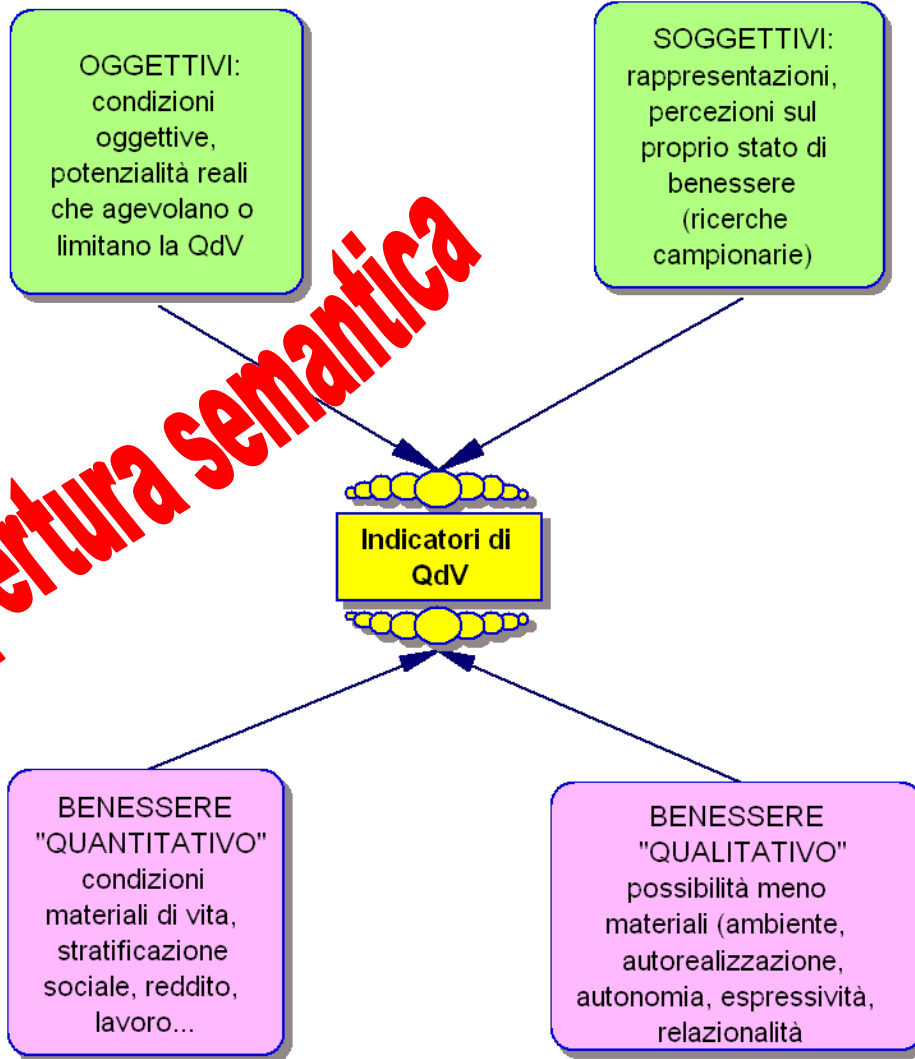 OGGETTIVI:
condizioni
oggettive,
potenzialità reali
che agevolano o
limitano la QdV
SOGGETTIVI:
rappresentazioni,
percezioni sul
proprio stato di
benessere
(ricerche
campionarie)
semantica
Indicatori di
QdV
BENESSERE
"QUANTITATIVO"
condizioni
materiali di vita,
stratificazione
sociale, reddito,
lavoro...
BENESSERE
"QUALITATIVO"
possibilità meno
materiali (ambiente,
autorealizzazione,
autonomia, espressività,
relazionalità